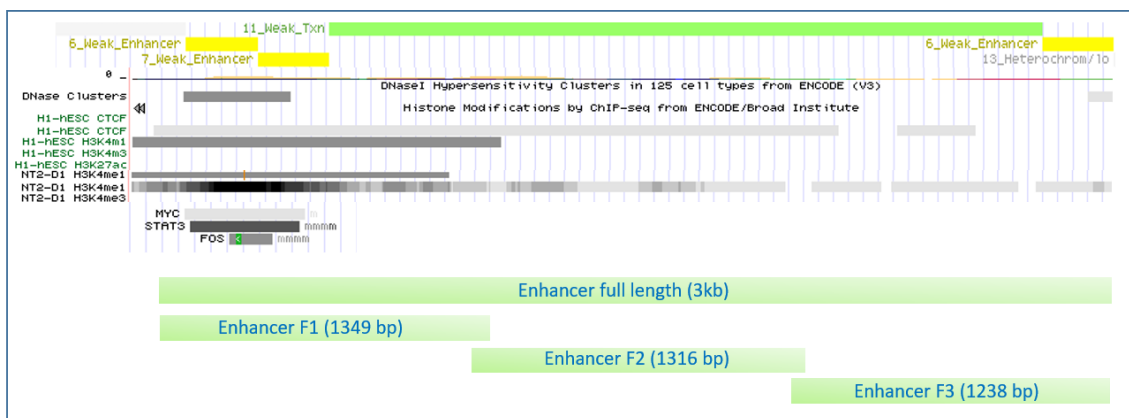 11_Weak_Txn
6_Weak_Enhancer 6_Weak_Enhancer
7_Weak_Enhancer 13_Heterochrom/lo
0 _
DNaseI Hypersensitivity Clusters in 125 cell types from ENCODE (V3)
DNase Clusters
Histone Modifications by ChIP-seq from ENCODE/Broad Institute
H1-hESC CTCF
H1-hESC CTCF
H1-hESC H3K4m1
H1-hESC H3K4m3
H1-hESC H3K27ac
NT2-D1 H3K4me1
NT2-D1 H3K4me1
NT2-D1 H3K4me3
MYC m
STAT3 mmmm
FOS mmmm
Enhancer full length (3kb)
Enhancer F1 (1349 bp)
Enhancer F2 (1316 bp)
Enhancer F3 (1238 bp)